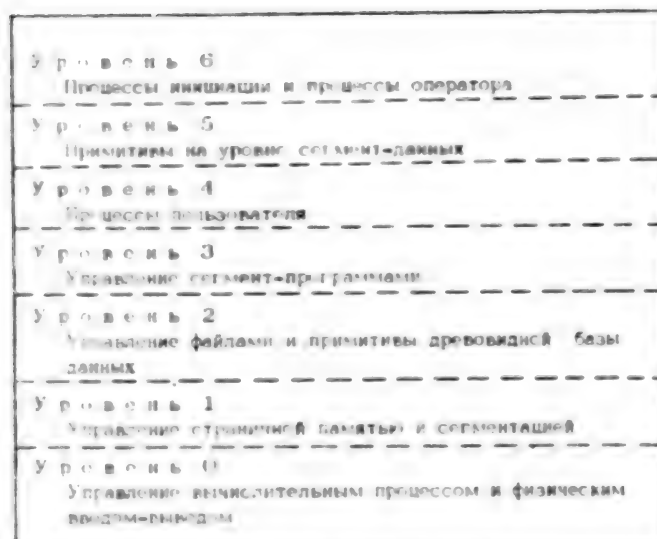 Уровень 6
Процессы инициации и процессы оператора
Уровень 5
Примитивы на уровне сегмент-данных
Уровень 4
Процессы пользователя
Уровень 3
Управление сегмент-программами
Уровень 2
Управление файлами и примитивы древовидной базы
данных
Уровень 1
Управление страничной памятью и сегментацией
Уровень 0
Управление вычислительным процессом и физическим
вводом-выводом